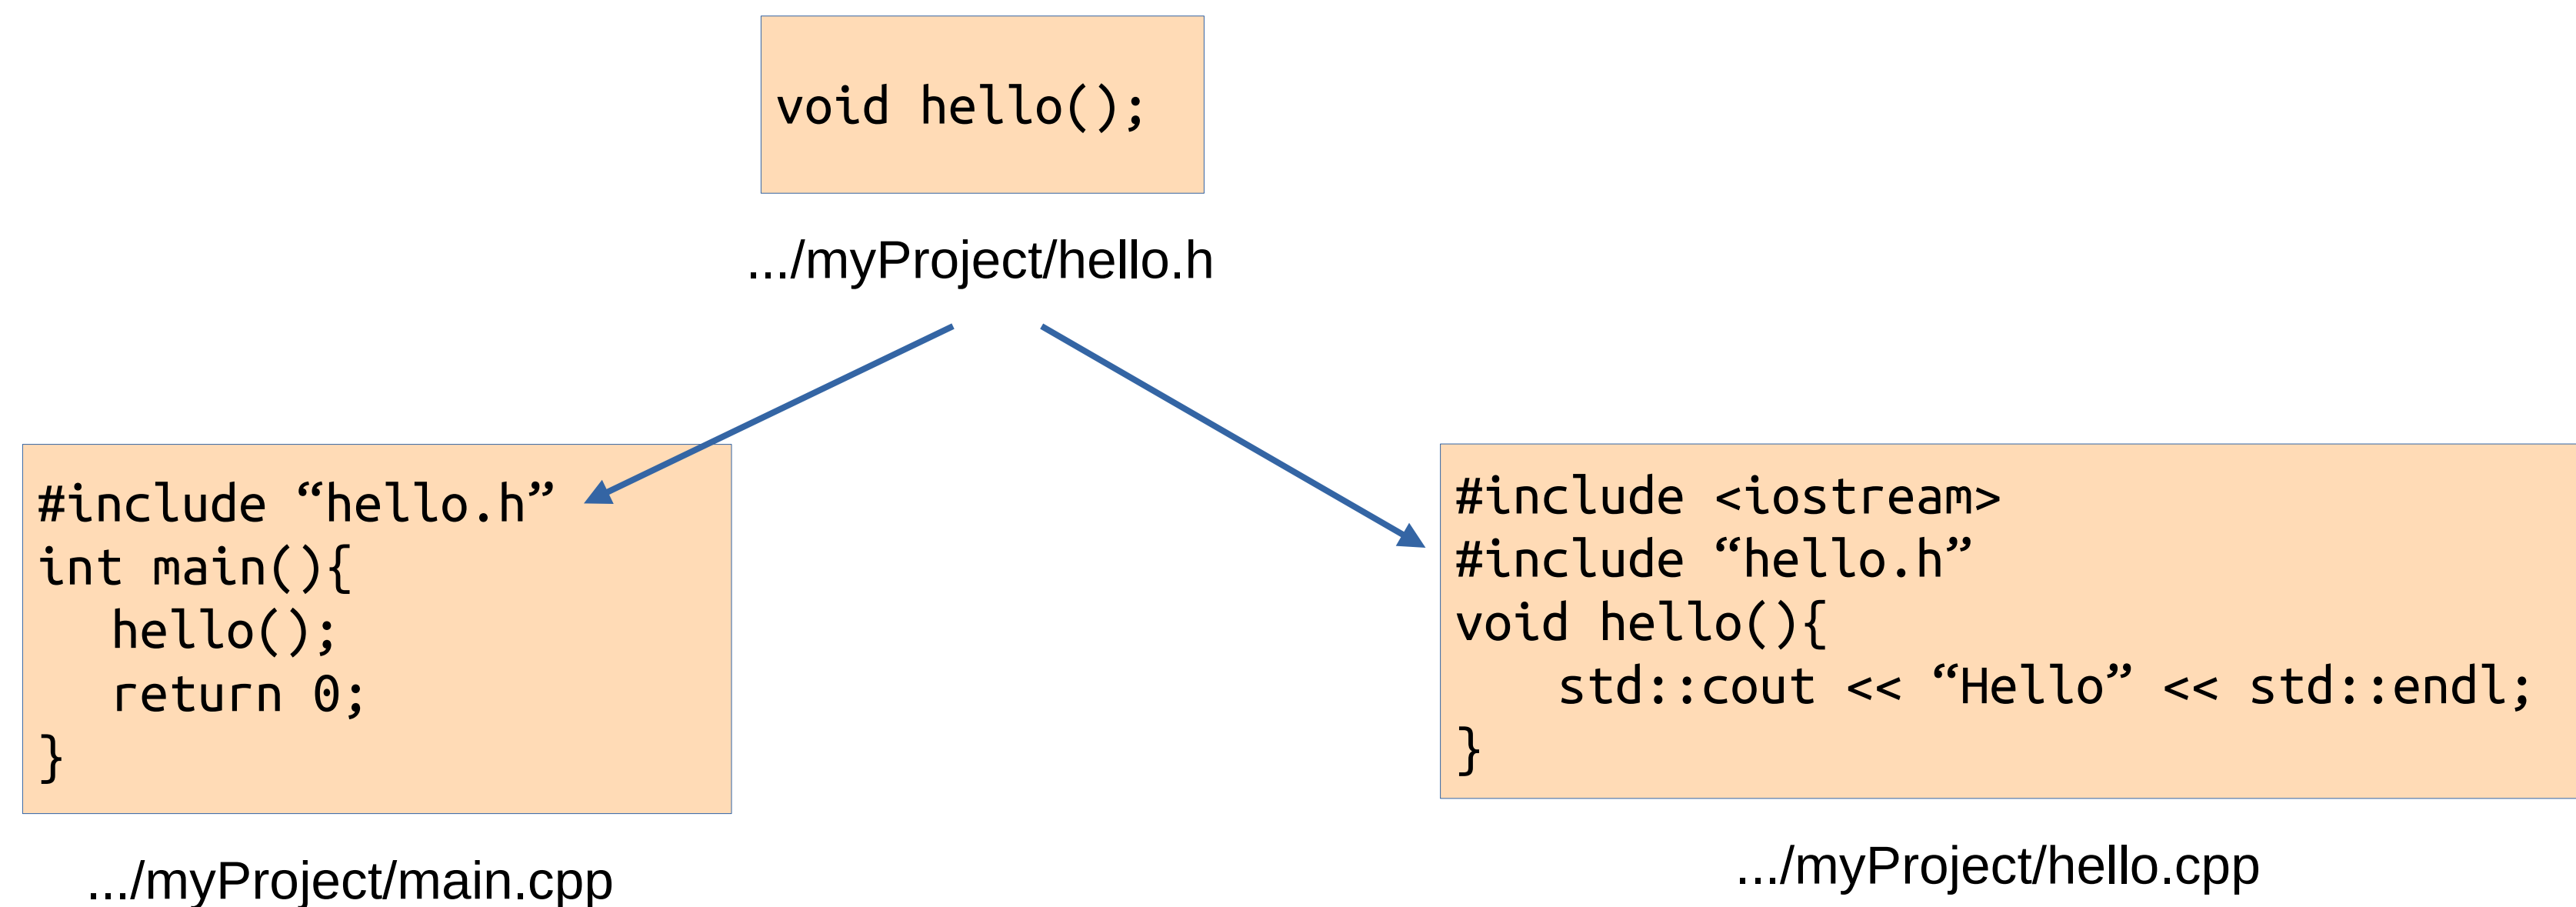 void hello();
.../myProject/hello.h
#include “hello.h”
int main(){
   hello();
   return 0;
}
.../myProject/main.cpp
#include <iostream>
#include “hello.h”
void hello(){
    std::cout << “Hello” << std::endl;
}
.../myProject/hello.cpp